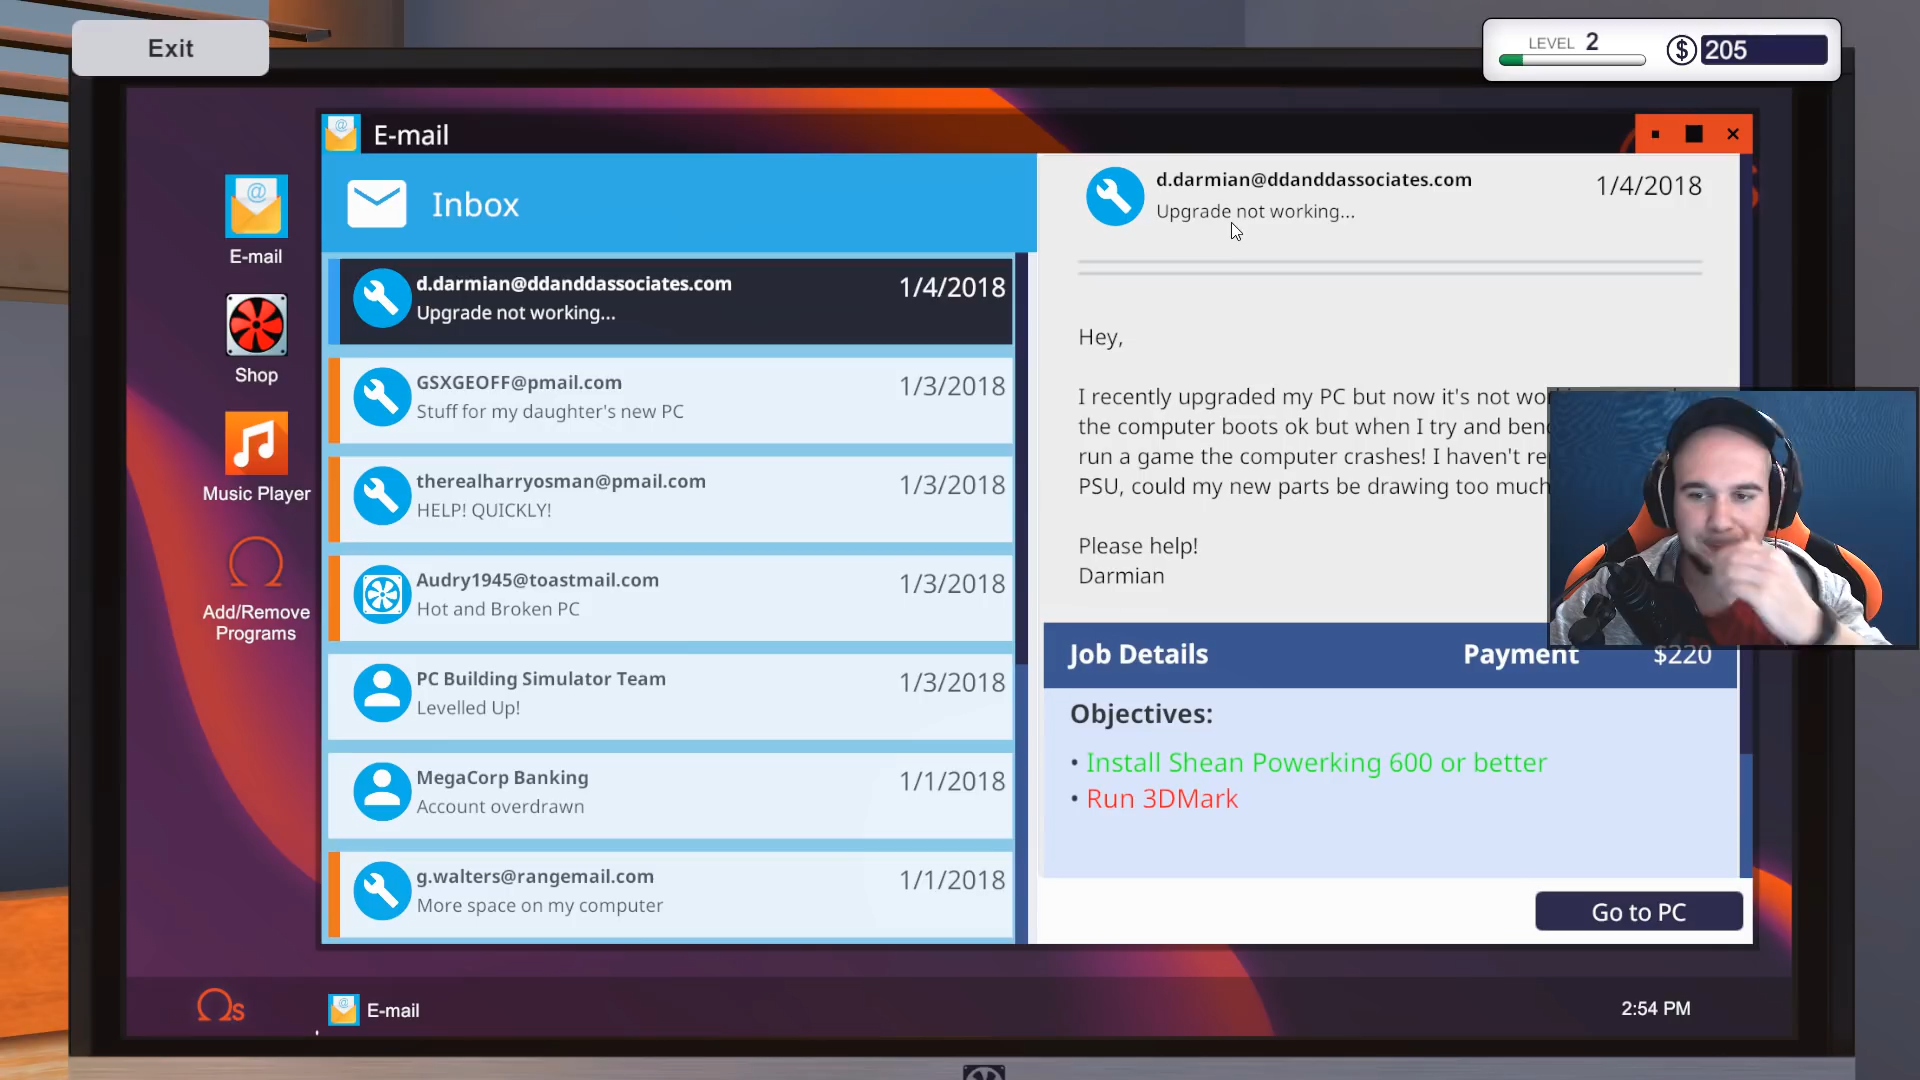 Exit
LEVEL 2
$ 205
E-mail
Inbox
d.darmian@ddanddassociates.com
1/4/2018
Upgrade not working...
GSXGEOFF@pmail.com
1/3/2018
Stuff for my daughter's new PC
therealharryosman@pmail.com
1/3/2018
HELP! QUICKLY!
Audry1945@toastmail.com
1/3/2018
Hot and Broken PC
PC Building Simulator Team
1/3/2018
Levelled Up!
MegaCorp Banking
1/1/2018
Account overdrawn
g.walters@rangemail.com
1/1/2018
More space on my computer
d.darmian@ddanddassociates.com
1/4/2018
Upgrade not working...
Hey,
I recently upgraded my PC but now it's not
the computer boots ok but when I try and
run a game the computer crashes! I haven't
PSU, could my new parts be drawing too much
Please help!
Darmian
Job Details
Payment
$220
Objectives:
• Install Shean Powerking 600 or better
• Run 3DMark
Go to PC
E-mail
Shop
Music Player
Add/Remove
Programs
Ωs
E-mail
2:54 PM